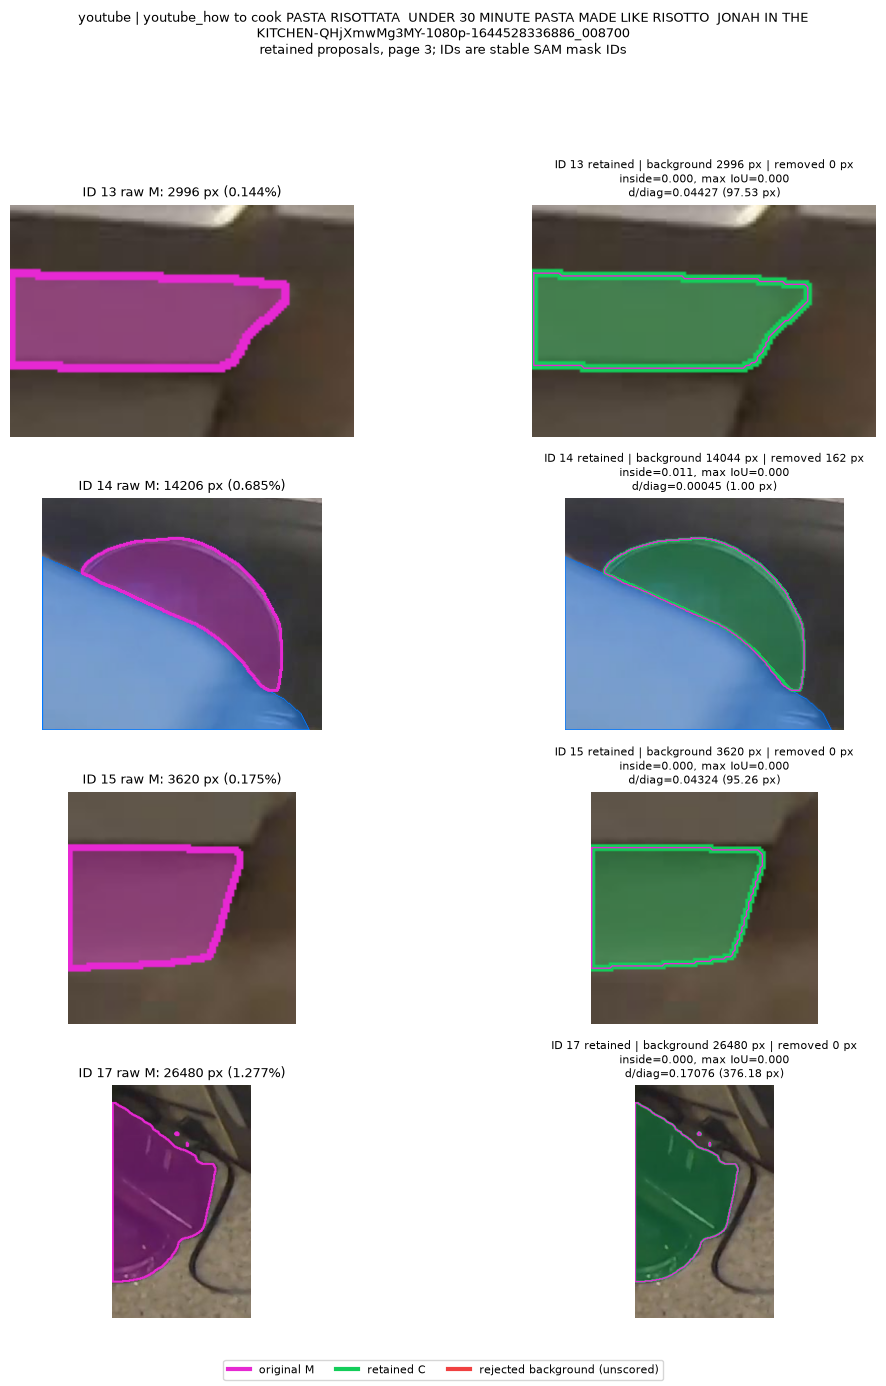 youtube | youtube_how to cook PASTA RISOTTATA  UNDER 30 MINUTE PASTA MADE LIKE RISOTTO  JONAH IN THE
KITCHEN-QHjXmwMg3MY-1080p-1644528336886_008700
retained proposals, page 3; IDs are stable SAM mask IDs
ID 13 raw M: 2996 px (0.144%)
ID 13 retained | background 2996 px | removed 0 px
inside=0.000, max IoU=0.000
d/diag=0.04427 (97.53 px)
ID 14 raw M: 14206 px (0.685%)
ID 14 retained | background 14044 px | removed 162 px
inside=0.011, max IoU=0.000
d/diag=0.00045 (1.00 px)
ID 15 raw M: 3620 px (0.175%)
ID 15 retained | background 3620 px | removed 0 px
inside=0.000, max IoU=0.000
d/diag=0.04324 (95.26 px)
ID 17 raw M: 26480 px (1.277%)
ID 17 retained | background 26480 px | removed 0 px
inside=0.000, max IoU=0.000
d/diag=0.17076 (376.18 px)
original M
retained C
rejected background (unscored)